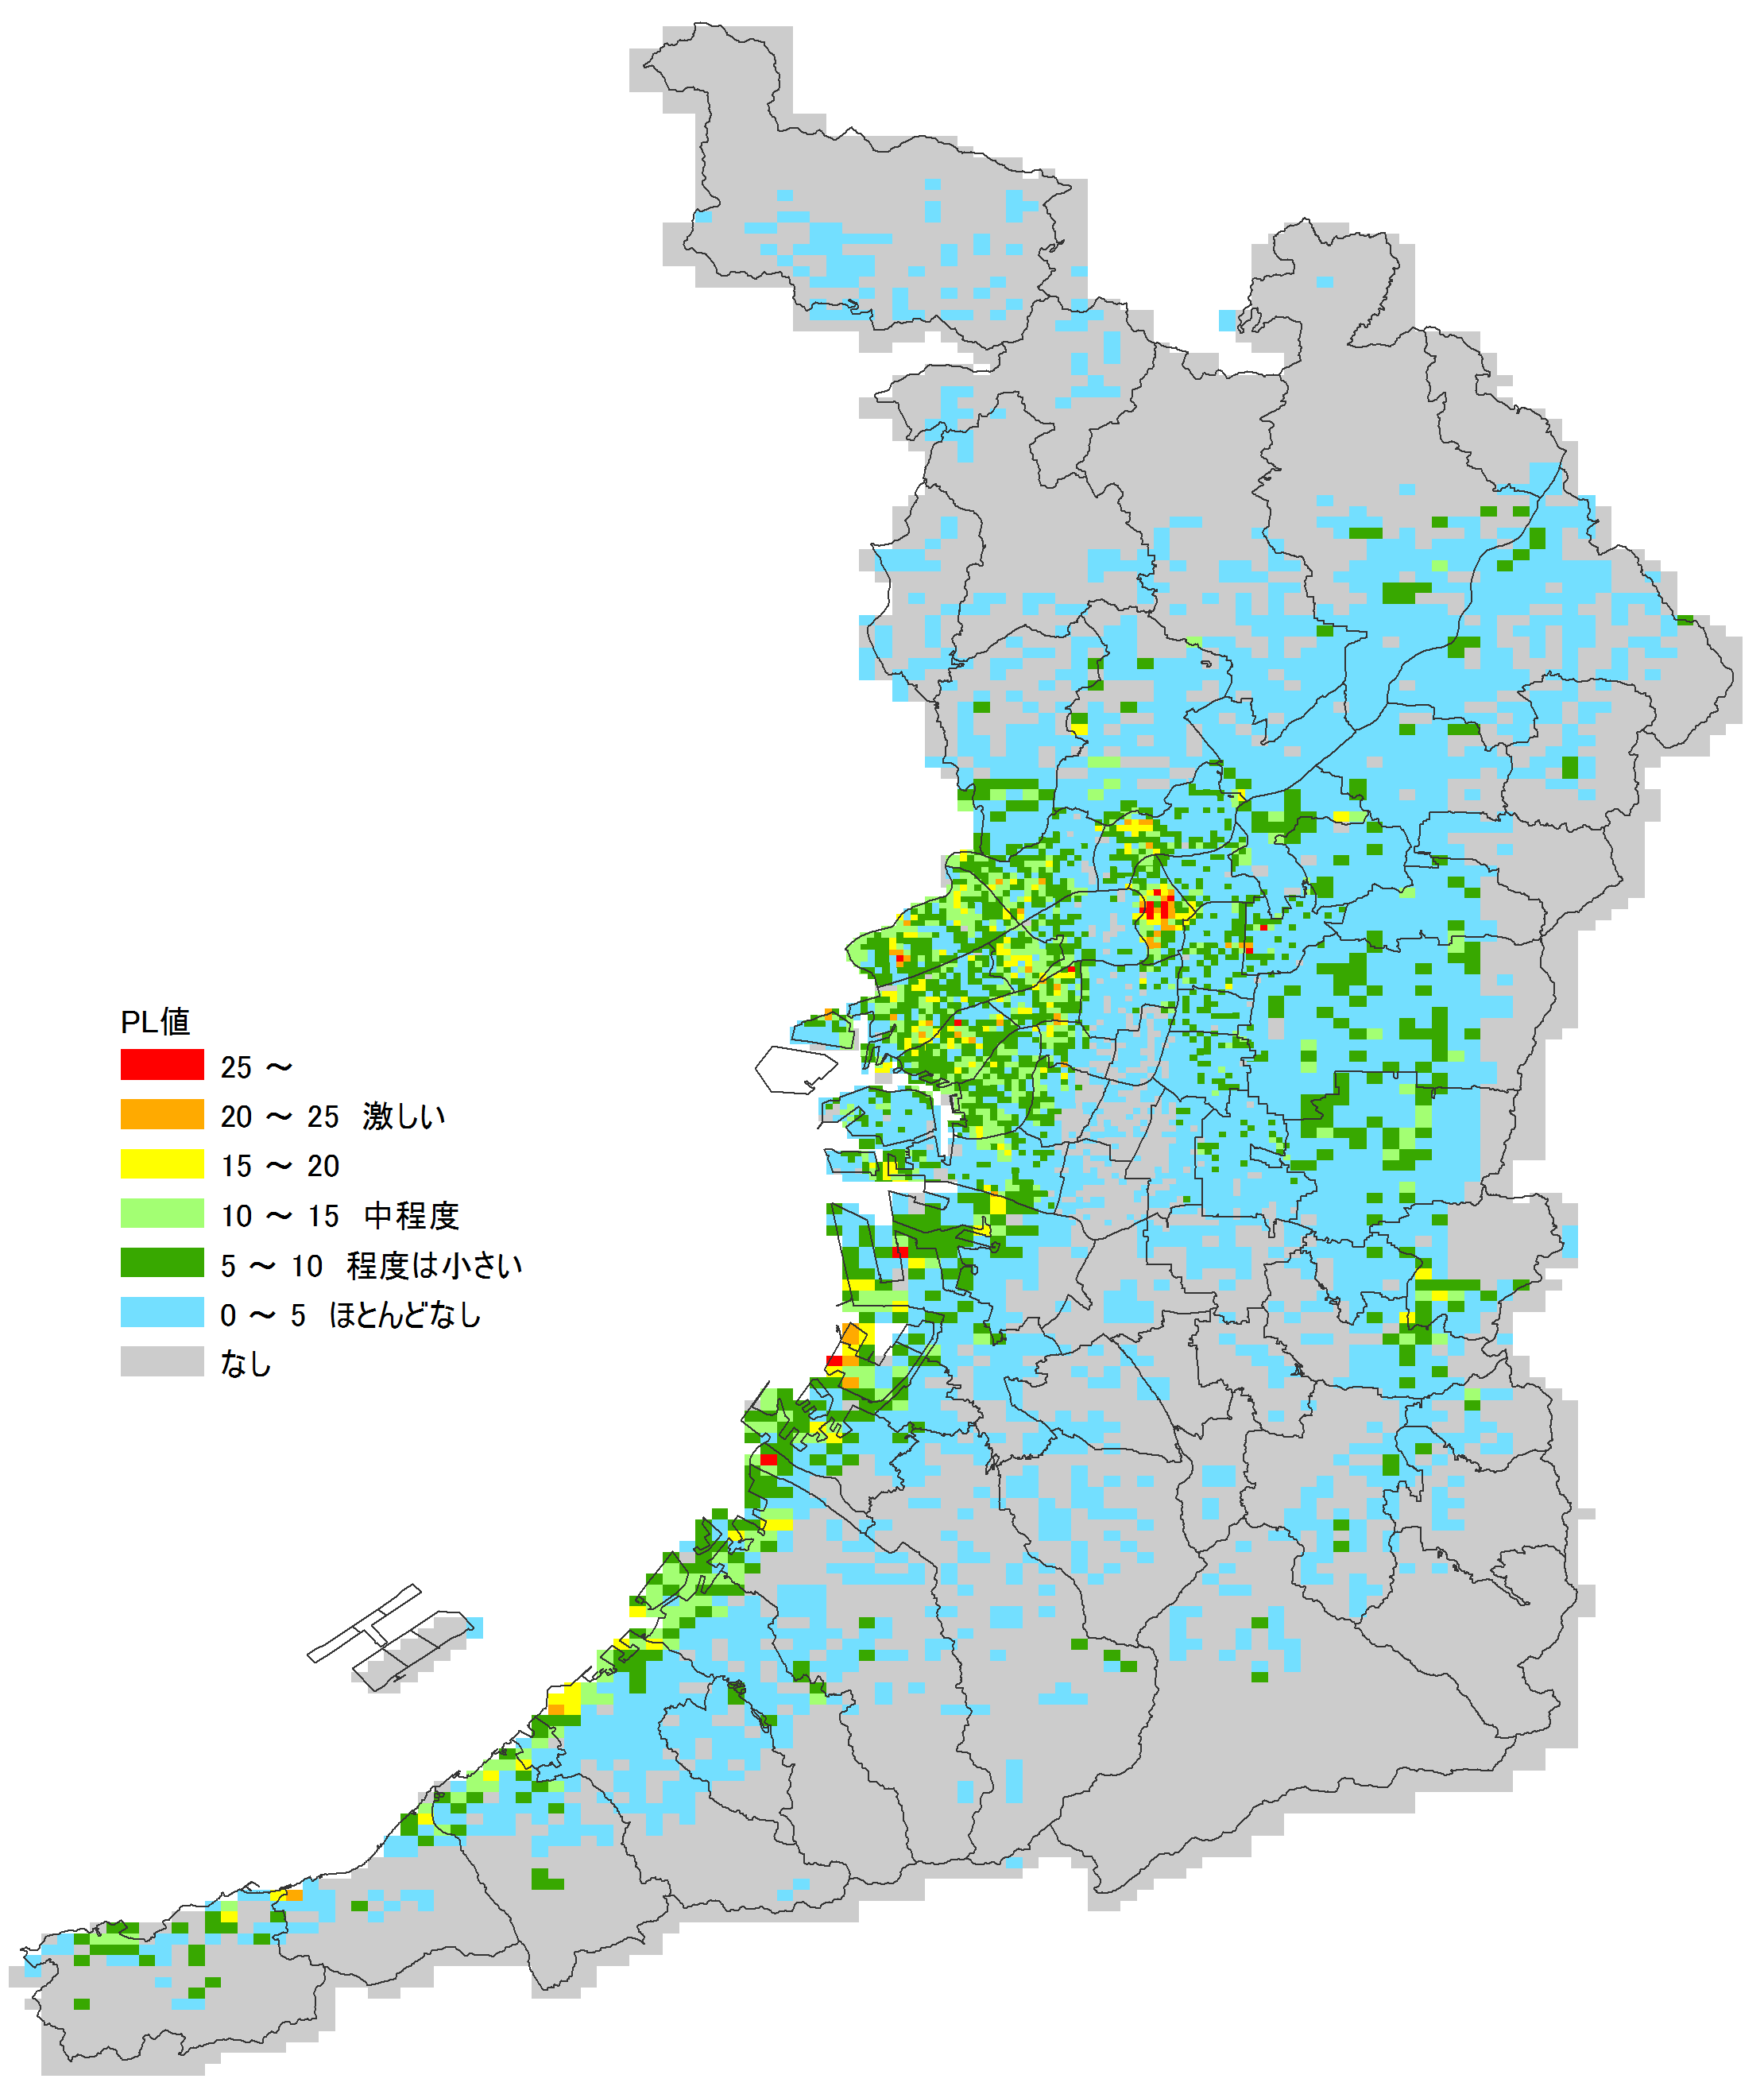 PL値
25 ～
20 ～ 25 激しい
15 ～ 20
10 ～ 15 中程度
5 ～ 10 程度は小さい
0 ～ 5 ほとんどなし
なし